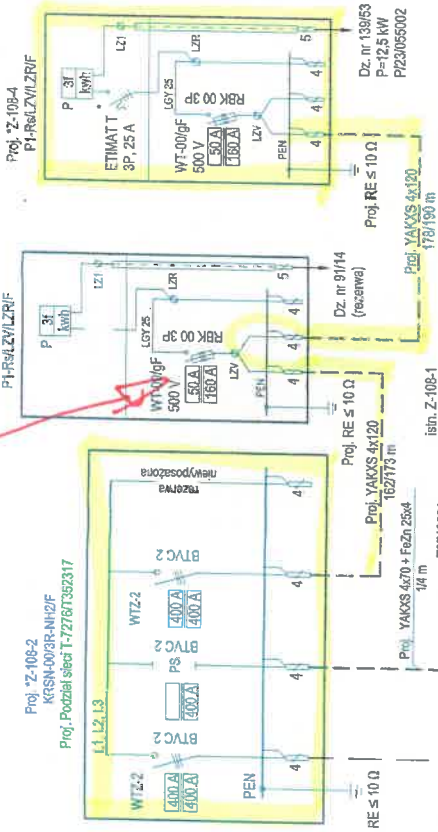 Proj. *Z-108-2
KRSN-00/3R-NH2/F
Proj. Podział sieci T-7276/T352317
L1, L2, L3
WTZ-2
400 A
400 A
BTVC 2
400 A
PS.
BTVC 2
WTZ-2
400 A
400 A
BTVC 2
rezerwa
niewyposażona
PEN
4
4
4
4
RE ≤ 10 Ω
Proj. YAKXS 4x70 + FeZn 25x4
1/4 m
Proj. YAKXS 4x120
162/173 m
istn. Z-108-1
P1-Rs/LZV/LZR/F
P
3f
kwh
LZ1
LZR
LGY 25
RBK 00 3P
WT-00/gF
500 V
50 A
160 A
LZV
PEN
4
4
4
5
Proj. RE ≤ 10 Ω
Dz. nr 91/14
(rezerwa)
Proj. YAKXS 4x120
178/190 m
Proj. *Z-108-4
P1-Rs/LZV/LZR/F
P
3f
kwh
LZ1
ETIMAT T
3P, 25 A
LZR
LGY 25
RBK 00 3P
WT-00/gF
500 V
50 A
160 A
LZV
PEN
4
4
4
5
Proj. RE ≤ 10 Ω
Dz. nr 139/53
P=12,5 kW
P/23/055002